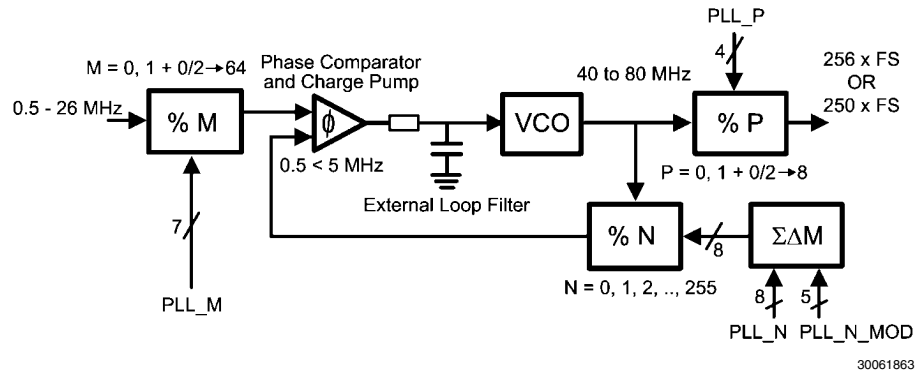 PLL_P
4
256 x FS
OR
250 x FS
Phase Comparator
and Charge Pump
M = 0, 1 + 0/2→64
40 to 80 MHz
0.5 - 26 MHz
% M
ϕ
VCO
% P
0.5 < 5 MHz
P = 0, 1 + 0/2→8
External Loop Filter
7
% N
8
ΣΔM
N = 0, 1, 2, .., 255
8
5
PLL_M
PLL_N
PLL_N_MOD
30061863